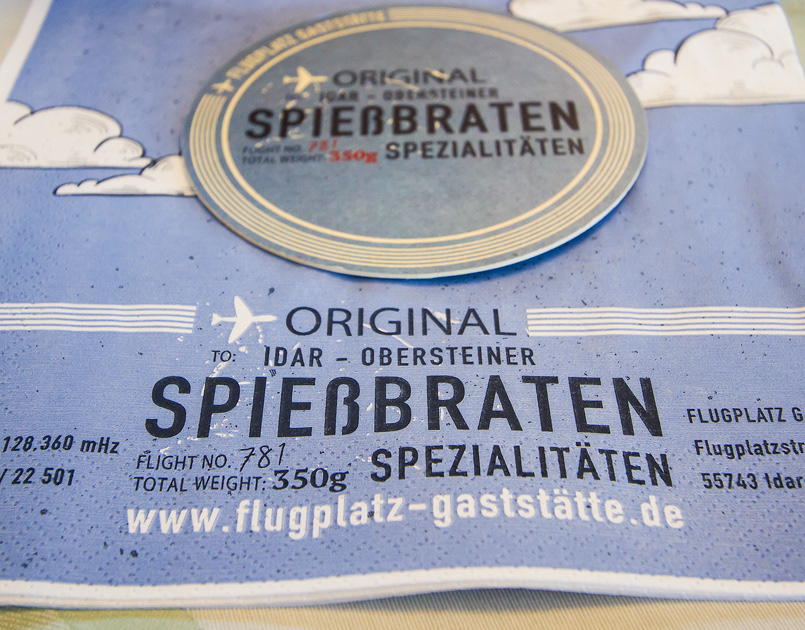 FLUGPLATZ GASTSTÄTTE
ORIGINAL
IDAR - OBERSTEINER
SPIEßBRATEN
FLIGHT NO. 781
TOTAL WEIGHT: 350g
SPEZIALITÄTEN
ORIGINAL
TO: IDAR - OBERSTEINER
SPIEßBRATEN
FLIGHT NO. 781
TOTAL WEIGHT: 350g
SPEZIALITÄTEN
www.flugplatz-gaststätte.de
128.360 mHz
/ 22 501
FLUGPLATZ G
Flugplatzstr
55743 Idar